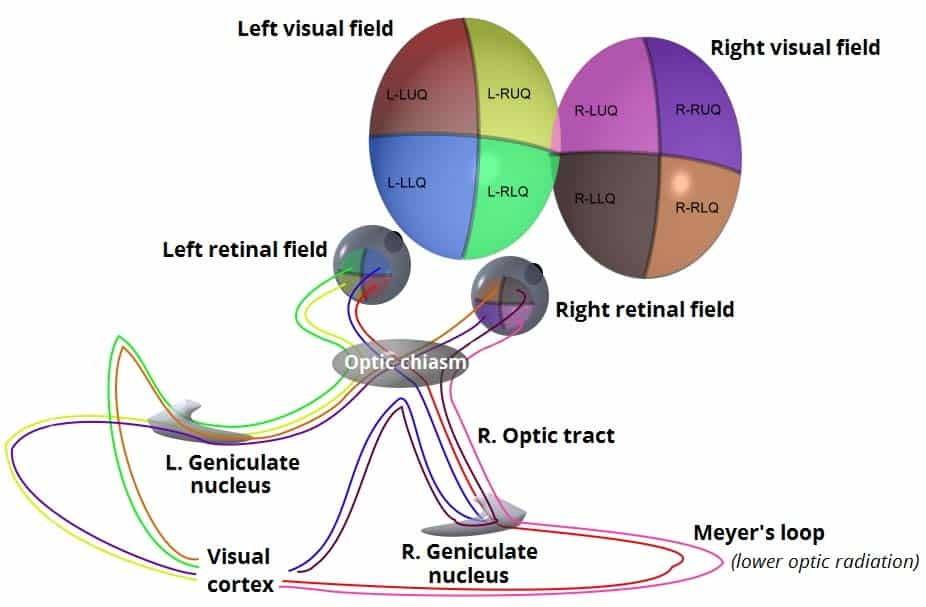 Left visual field
Right visual field
L-LUQ
L-RUQ
R-LUQ
R-RUQ
L-LLQ
L-RLQ
R-LLQ
R-RLQ
Left retinal field
Right retinal field
Optic chiasm
R. Optic tract
L. Geniculate
nucleus
Meyer's loop
(lower optic radiation)
R. Geniculate
nucleus
Visual
cortex